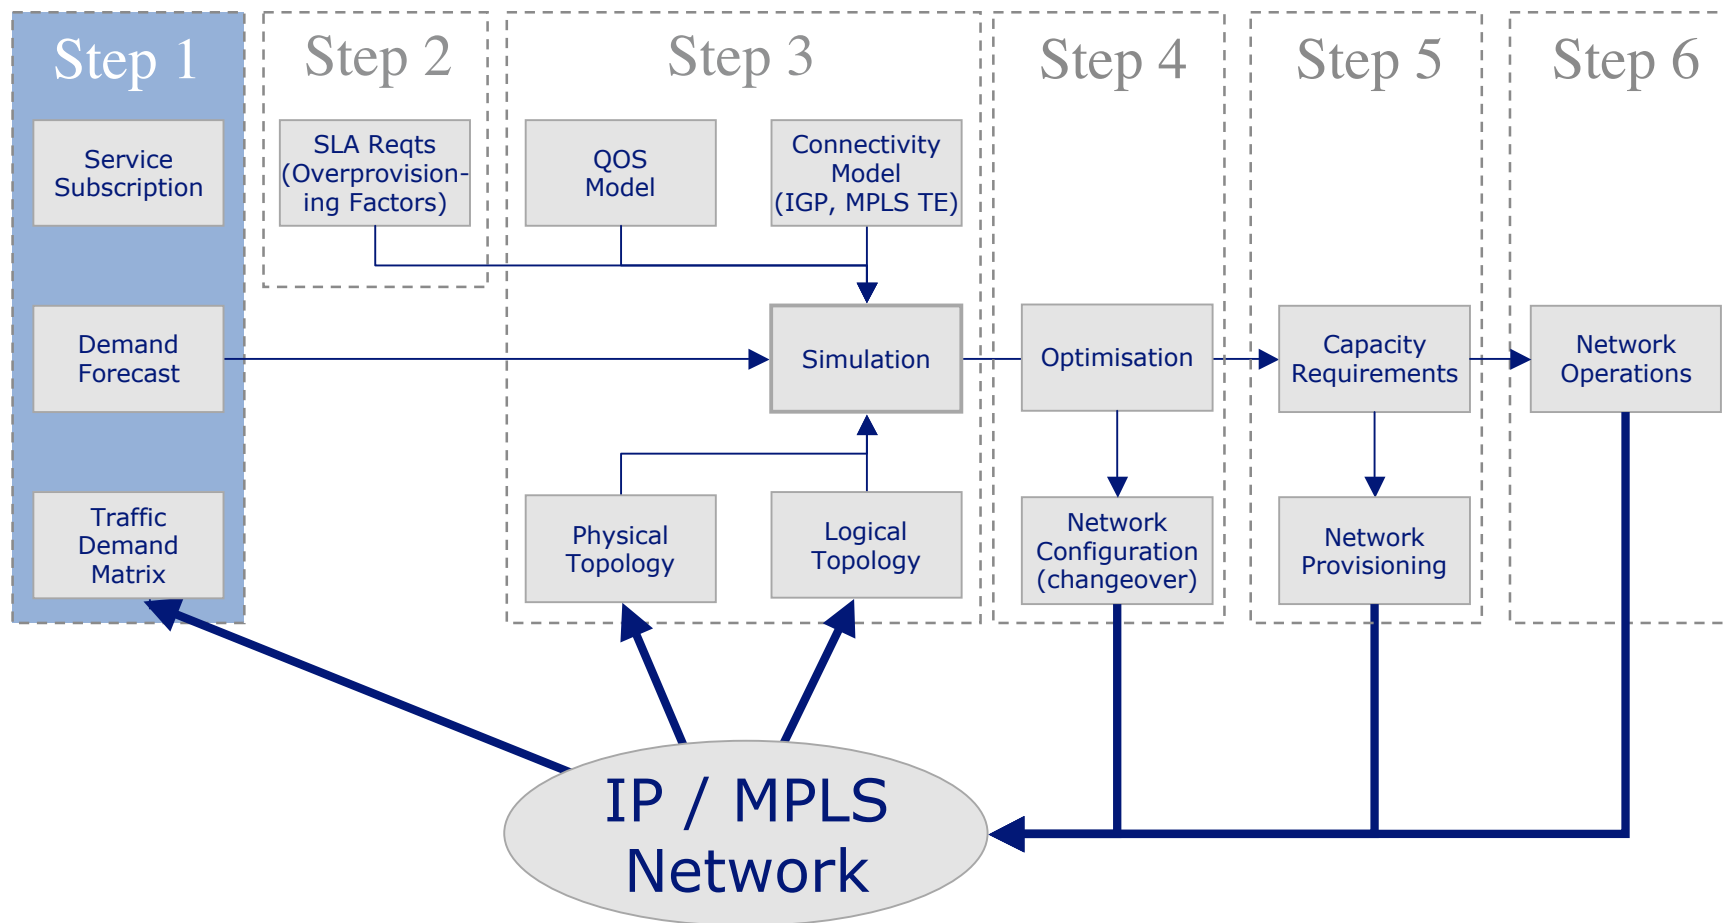 Step 1
Step 2
Step 3
Step 4
Step 5
Step 6
Service
Subscription
SLA Reqts
(Overprovision-
ing Factors)
QOS
Model
Connectivity
Model
(IGP, MPLS TE)
Demand
Forecast
Simulation
Optimisation
Capacity
Requirements
Network
Operations
Traffic
Demand
Matrix
Physical
Topology
Logical
Topology
Network
Configuration
(changeover)
Network
Provisioning
IP / MPLS
Network